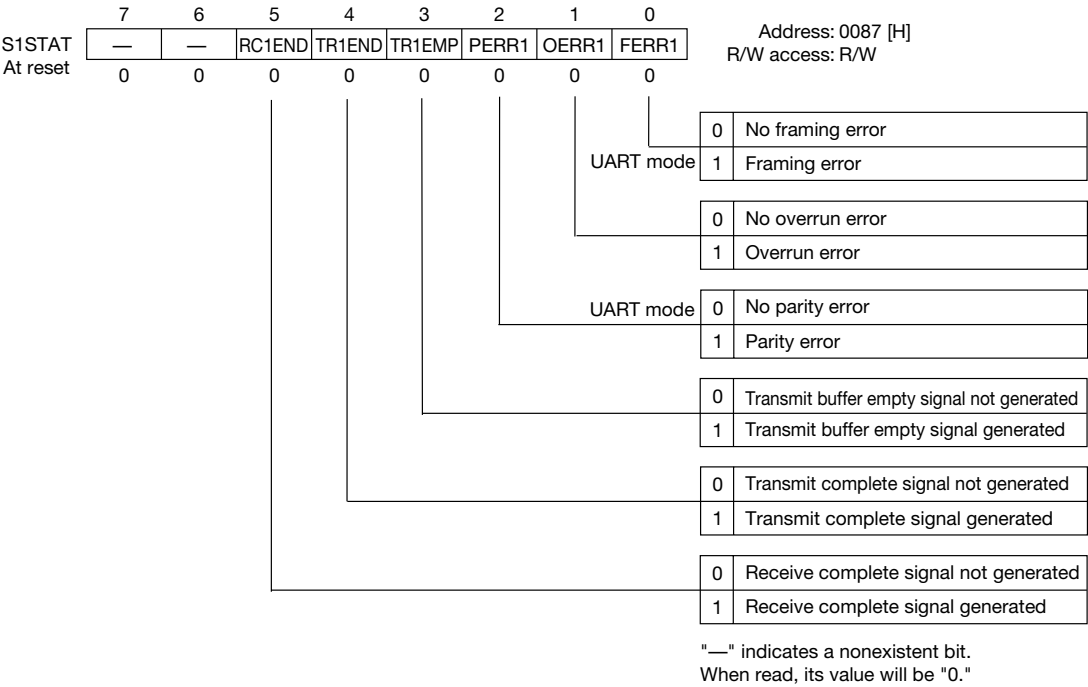 7 6 5 4 3 2 1 0
S1STAT — — RC1END TR1END TR1EMP PERR1 OERR1 FERR1
At reset 0 0 0 0 0 0 0 0
Address: 0087 [H]
R/W access: R/W
0 No framing error
UART mode 1 Framing error
0 No overrun error
1 Overrun error
UART mode 0 No parity error
1 Parity error
0 Transmit buffer empty signal not generated
1 Transmit buffer empty signal generated
0 Transmit complete signal not generated
1 Transmit complete signal generated
0 Receive complete signal not generated
1 Receive complete signal generated
"—" indicates a nonexistent bit.
When read, its value will be "0."